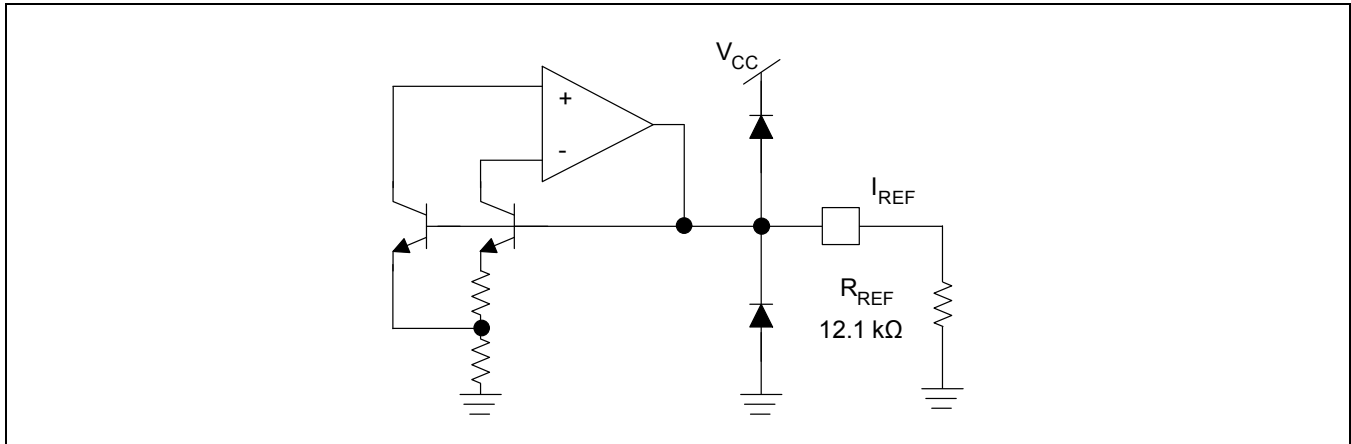 V_CC
+
-
I_REF
R_REF
12.1 kΩ